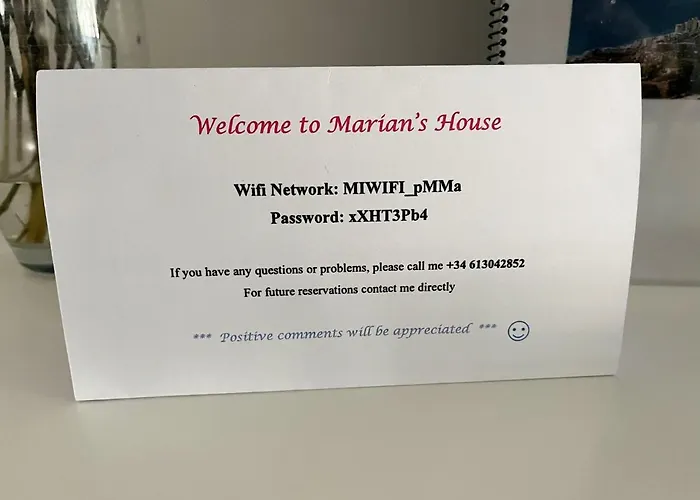 Welcome to Marian's House
Wifi Network: MIWIFI_pMMa
Password: xXHT3Pb4
If you have any questions or problems, please call me +34 613042852
For future reservations contact me directly
*** Positive comments will be appreciated ***